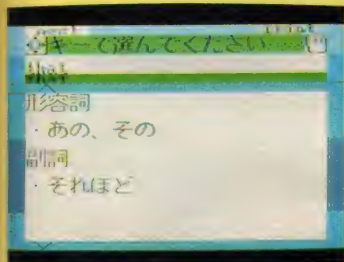 キーで選んでください
形容詞
・あの、その
副詞
・それほど